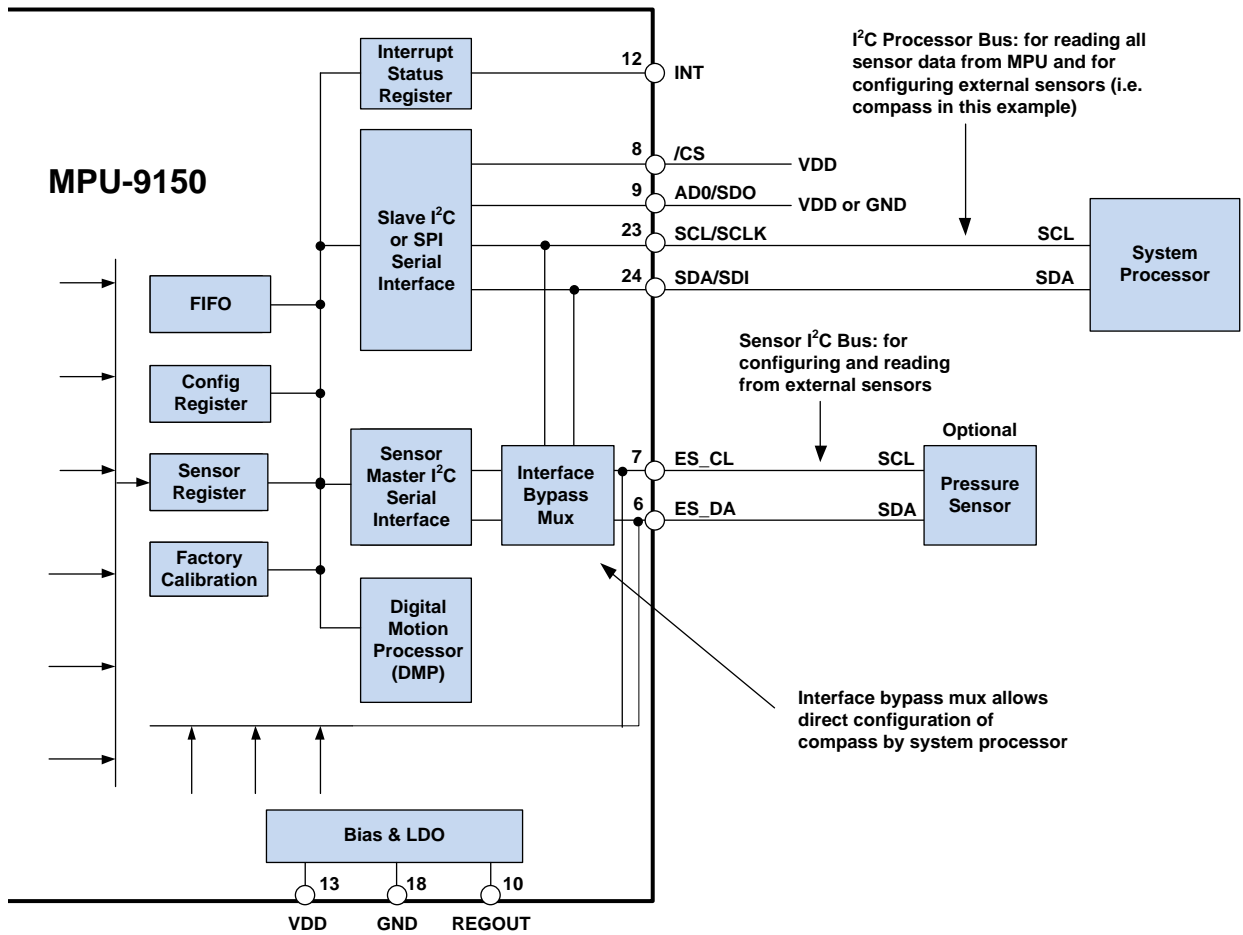 MPU-9150
Interrupt
Status
Register
12
INT
I²C Processor Bus: for reading all
sensor data from MPU and for
configuring external sensors (i.e.
compass in this example)
Slave I²C
or SPI
Serial
Interface
8
/CS
VDD
9
AD0/SDO
VDD or GND
23
SCL/SCLK
SCL
24
SDA/SDI
SDA
System
Processor
FIFO
Config
Register
Sensor
Register
Factory
Calibration
Sensor I²C Bus: for
configuring and reading
from external sensors
Sensor
Master I²C
Serial
Interface
Interface
Bypass
Mux
7
ES_CL
SCL
6
ES_DA
SDA
Optional
Pressure
Sensor
Digital
Motion
Processor
(DMP)
Interface bypass mux allows
direct configuration of
compass by system processor
Bias & LDO
13
18
10
VDD
GND
REGOUT